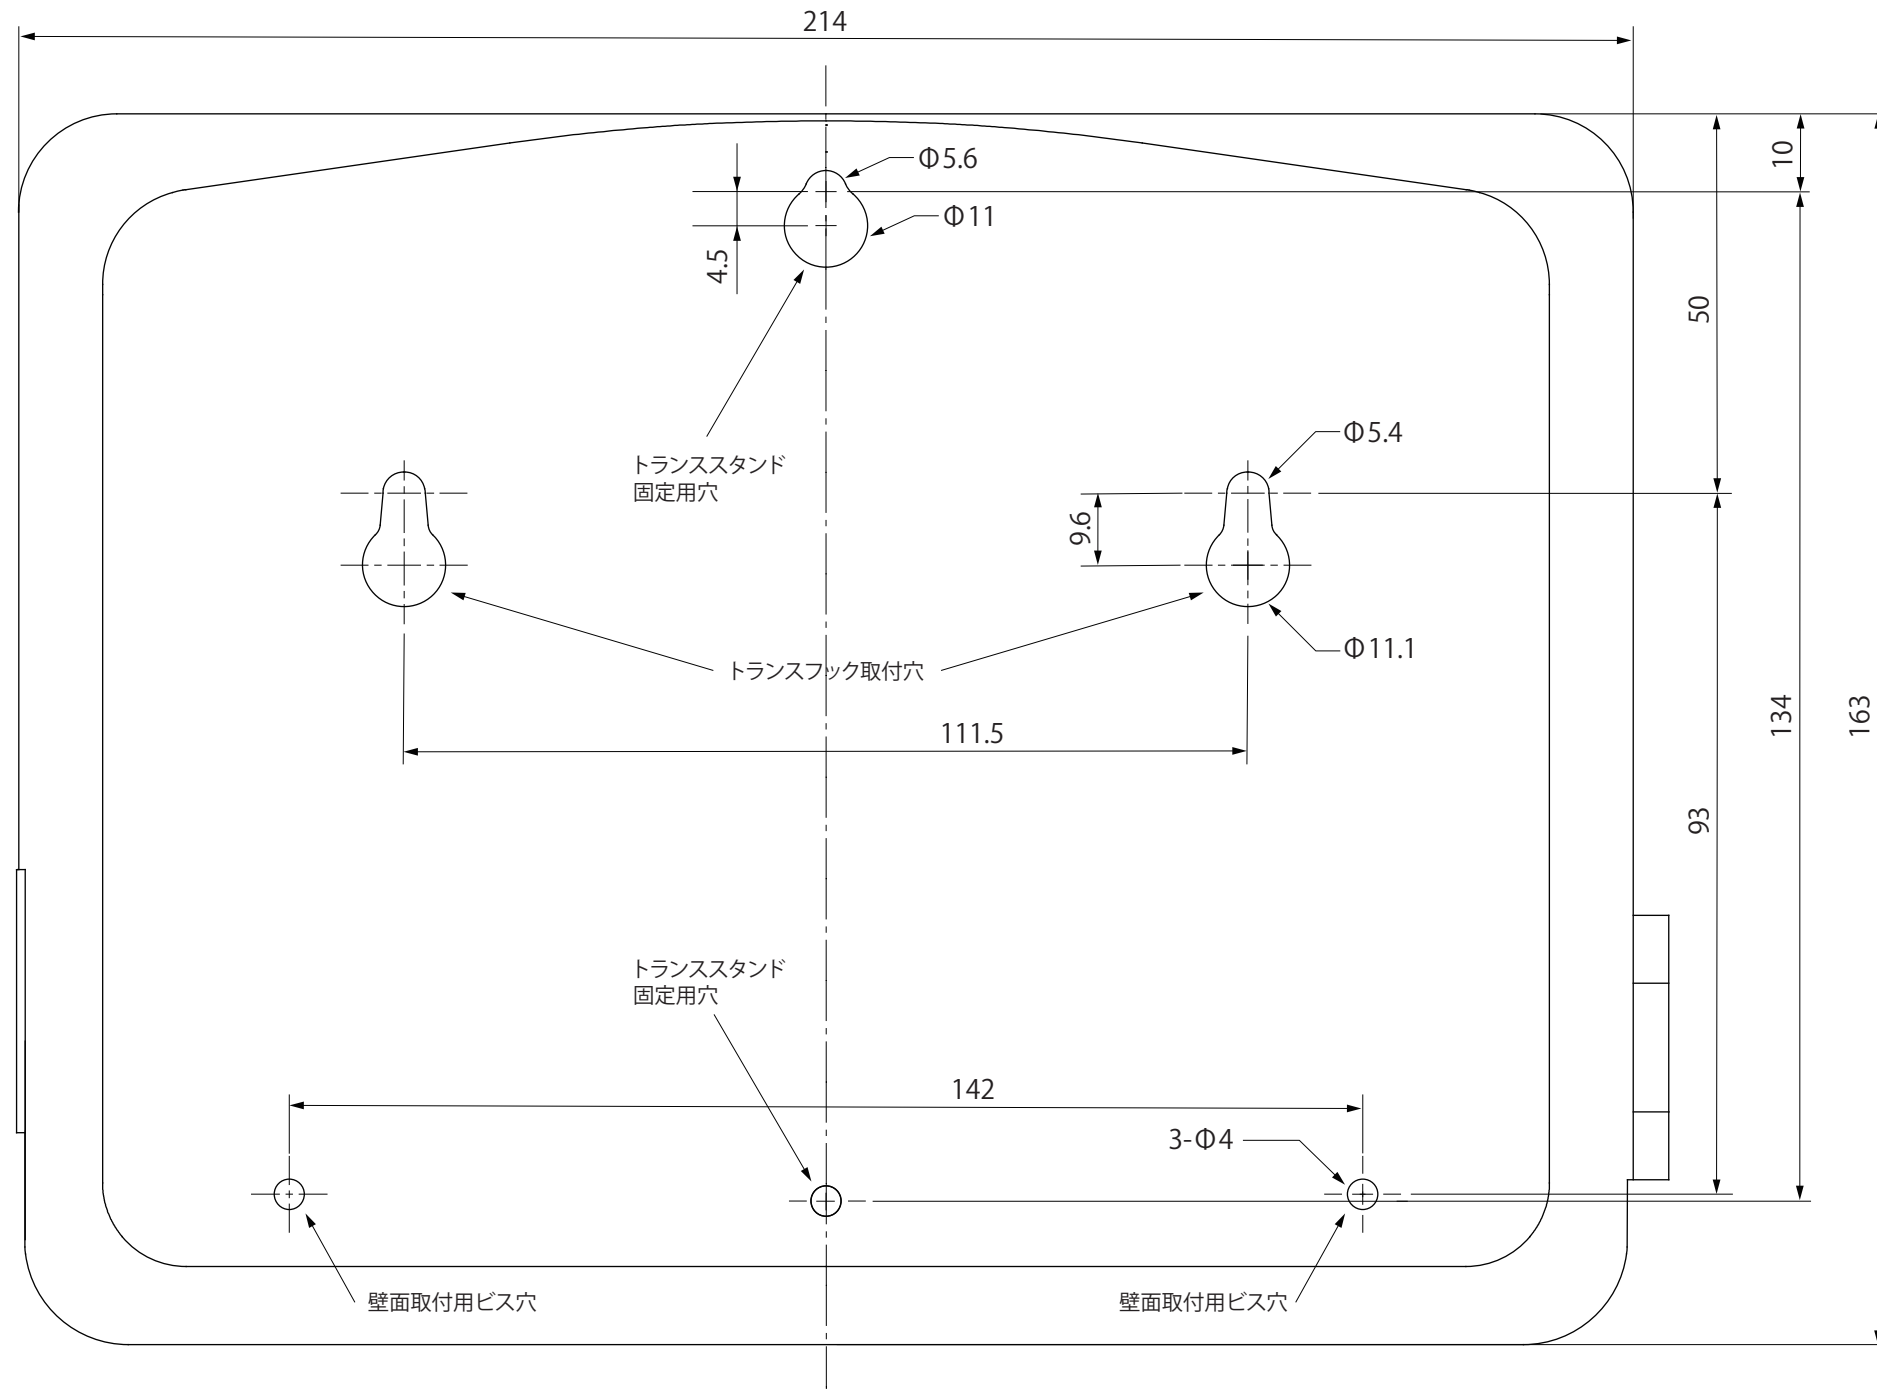 214
Φ5.6
10
Φ11
4.5
50
Φ5.4
トランススタンド
固定用穴
9.6
Φ11.1
トランスフック取付穴
111.5
134
163
93
トランススタンド
固定用穴
142
3-Φ4
壁面取付用ビス穴
壁面取付用ビス穴